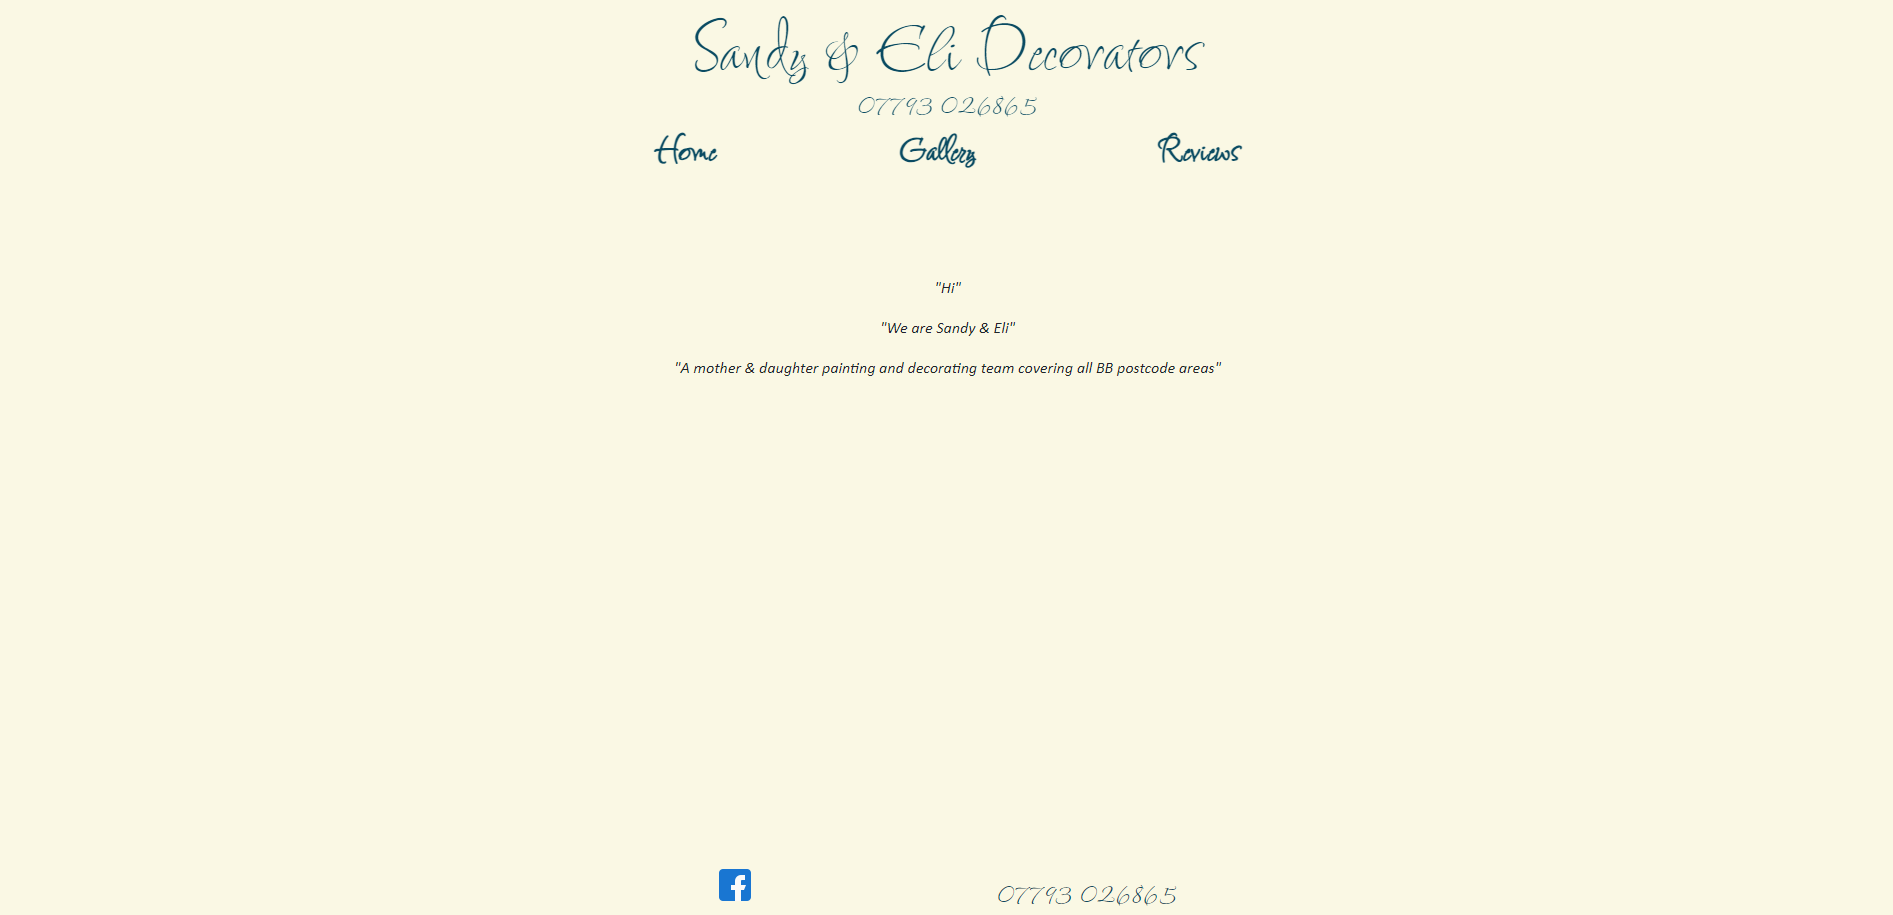 Sandy & Eli Decorators
07793 026865
Home Gallery Reviews
"Hi"
"We are Sandy & Eli"
"A mother & daughter painting and decorating team covering all BB postcode areas"
07793 026865